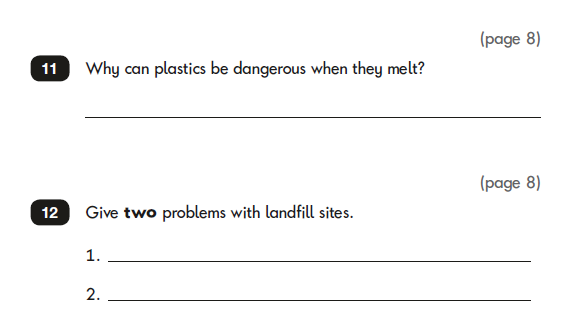 (page 8)
11 Why can plastics be dangerous when they melt?
(page 8)
12 Give two problems with landfill sites.
1.
2.